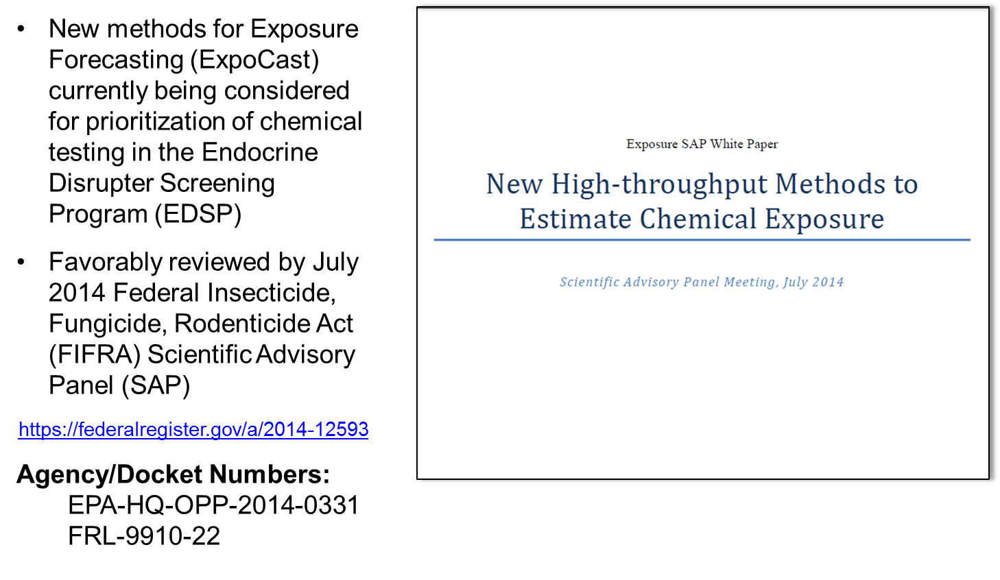 • New methods for Exposure
Forecasting (ExpoCast)
currently being considered
for prioritization of chemical
testing in the Endocrine
Disrupter Screening
Program (EDSP)
• Favorably reviewed by July
2014 Federal Insecticide,
Fungicide, Rodenticide Act
(FIFRA) Scientific Advisory
Panel (SAP)
https://federalregister.gov/a/2014-12593
Agency/Docket Numbers:
EPA-HQ-OPP-2014-0331
FRL-9910-22
Exposure SAP White Paper
New High-throughput Methods to
Estimate Chemical Exposure
Scientific Advisory Panel Meeting, July 2014